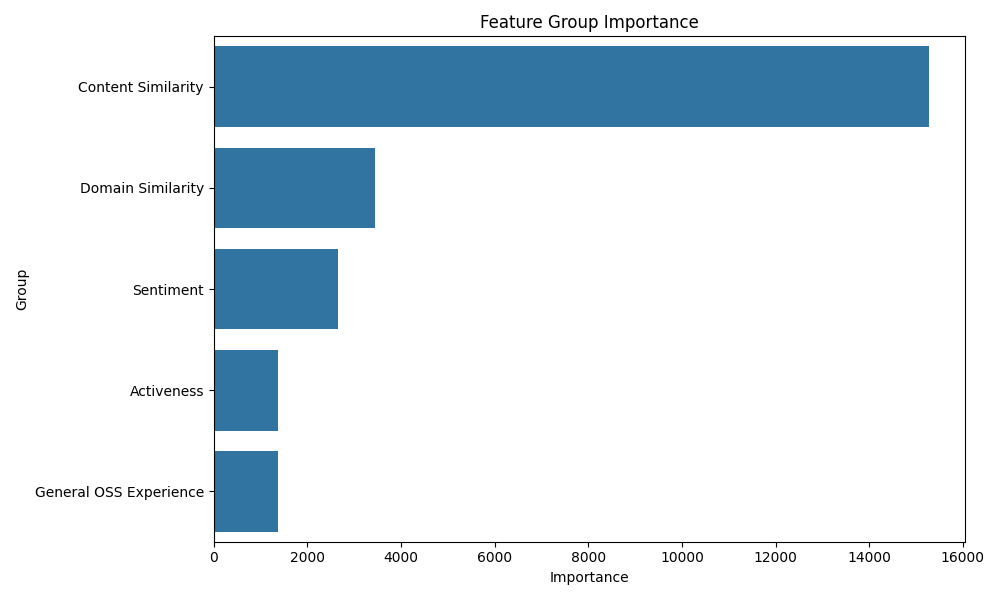 Feature Group Importance
Group
Content Similarity
Domain Similarity
Sentiment
Activeness
General OSS Experience
0 2000 4000 6000 8000 10000 12000 14000 16000
Importance